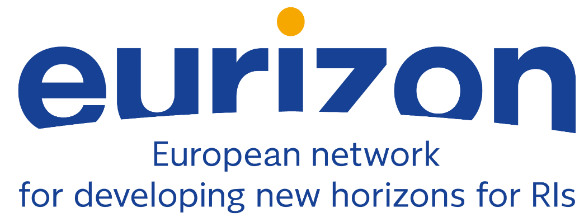 eurizon
European network
for developing new horizons for RIs